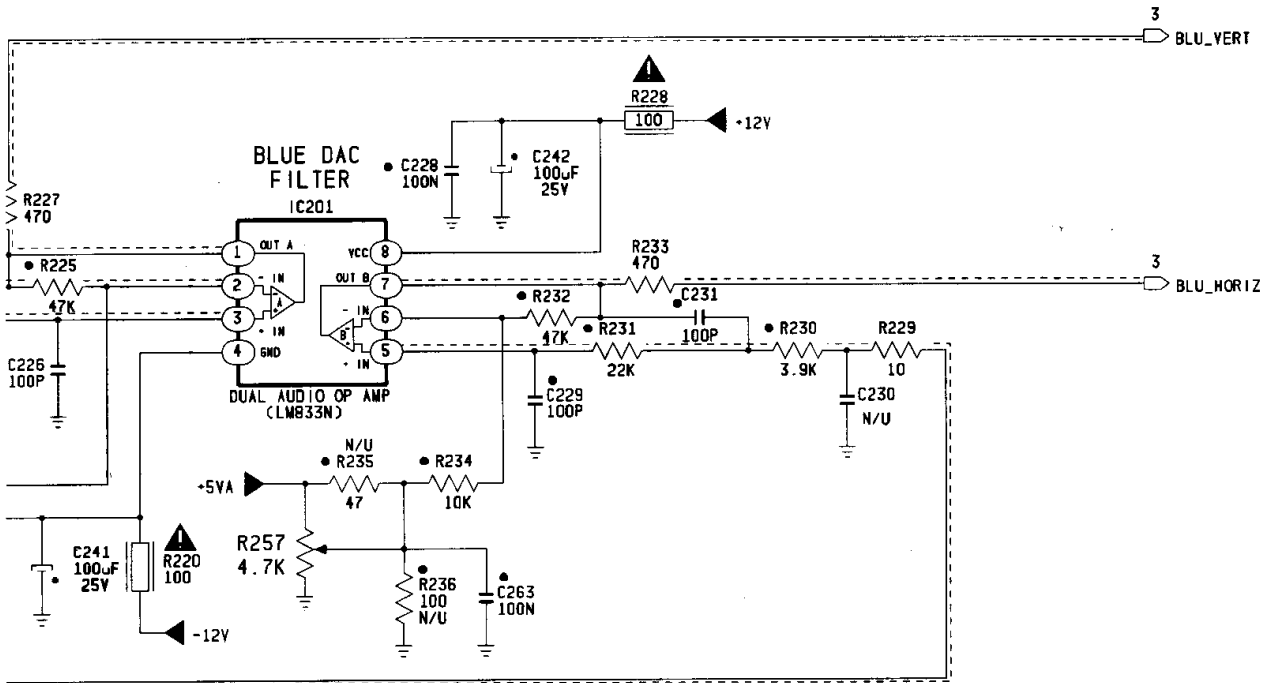 3
BLU_VERT
R228
100
+12V
BLUE DAC
FILTER
IC201
C228
100N
C242
100uF
25V
R227
470
1
OUT A
VCC
8
R233
470
3
BLU_HORIZ
R225
47K
2
- IN
OUT B
7
A
3
+ IN
- IN
6
R232
47K
C231
100P
B
R231
22K
R230
3.9K
R229
10
4
GND
+ IN
5
C226
100P
DUAL AUDIO OP AMP
(LM833N)
C229
100P
C230
N/U
N/U
R235
47
R234
10K
+5VA
R257
4.7K
C241
100uF
25V
R220
100
R236
100
N/U
C263
100N
-12V